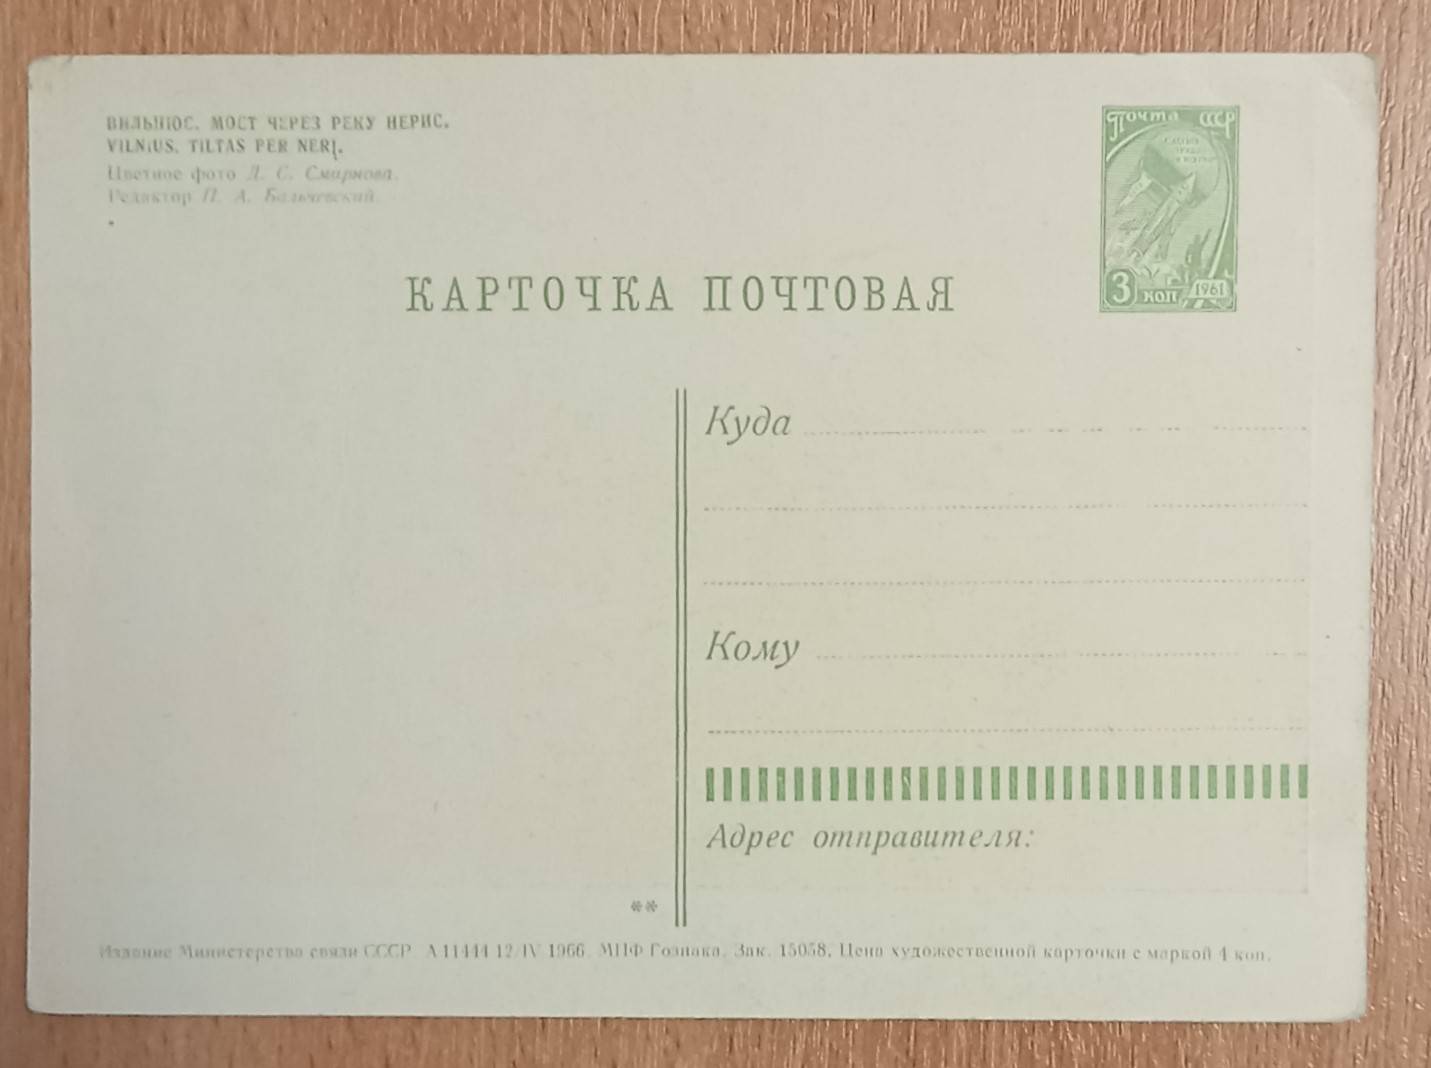 ВИЛЬНЮС. МОСТ ЧЕРЕЗ РЕКУ НЕРИС.
VILNIUS. TILTAS PER NERĮ.
Цветное фото Л. С. Смирнова.
Редактор П. А. Бальчевский
Почта СССР
3 коп 1961
КАРТОЧКА ПОЧТОВАЯ
Куда
Кому
Адрес отправителя:
**
Издание Министерства связи СССР А 11444 12/IV 1966. МПФ Гознака. Зак. 15058. Цена художественной карточки с маркой 4 коп.